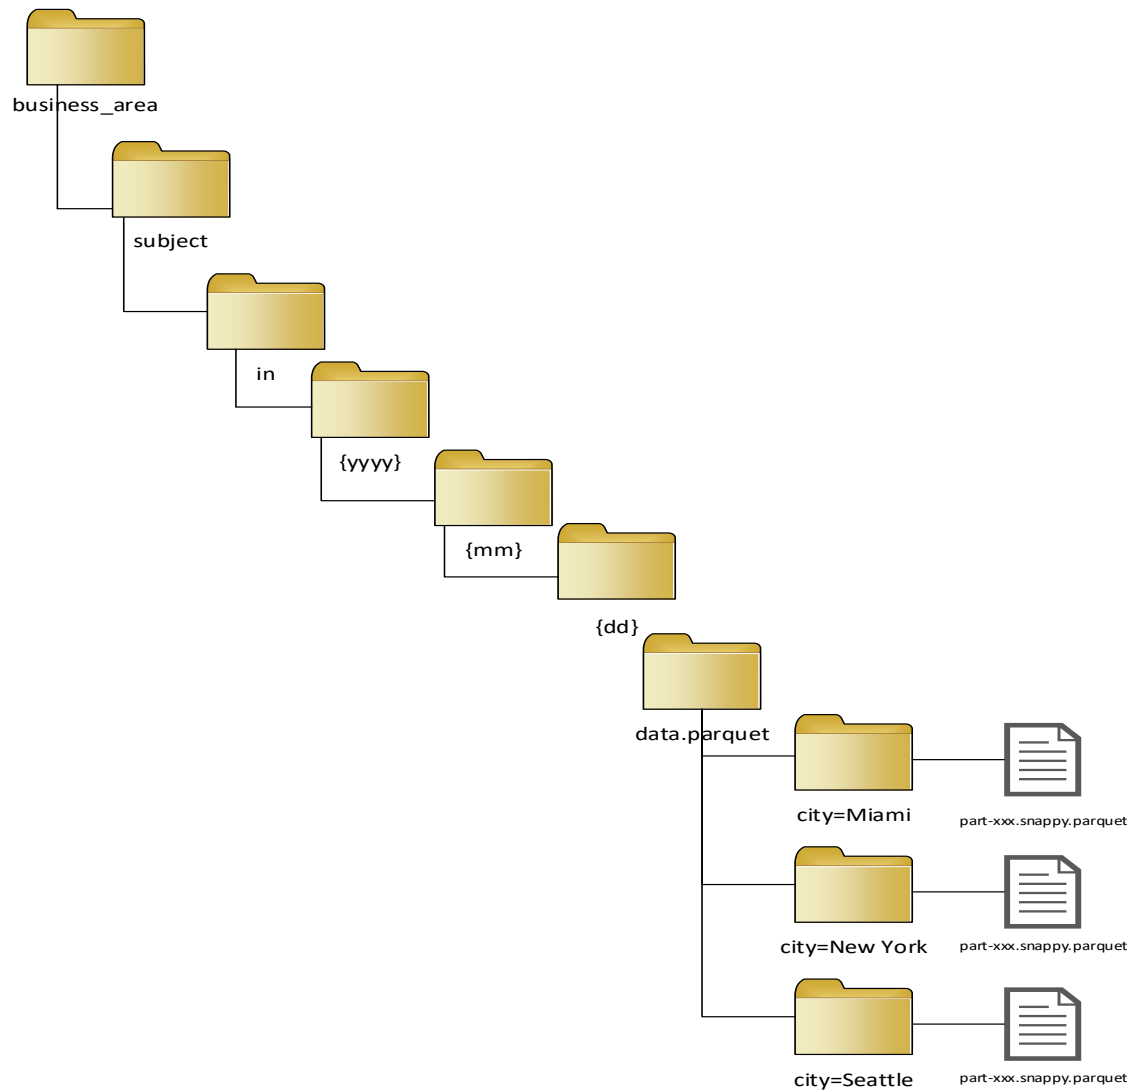 business_area
subject
in
{yyyy}
{mm}
{dd}
data.parquet
city=Miami
part-xxx.snappy.parquet
city=New York
part-xxx.snappy.parquet
city=Seattle
part-xxx.snappy.parquet